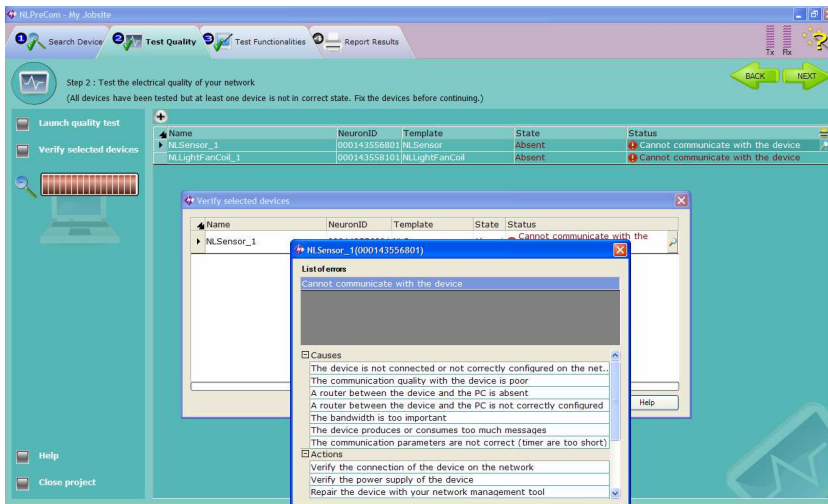 NLPreCom - My Jobsite
1 Search Device
2 Test Quality
3 Test Functionalities
4 Report Results
Tx Rx
Step 2 : Test the electrical quality of your network
(All devices have been tested but at least one device is not in correct state. Fix the devices before continuing.)
BACK NEXT
Launch quality test
Verify selected devices
Name NeuronID Template State Status
NLSensor_1 000143556801 NLSensor Absent Cannot communicate with the device
NLLightFanCoil_1 000143558101 NLLightFanCoil Absent Cannot communicate with the device
Verify selected devices
Name NeuronID Template State Status
NLSensor_1 Cannot communicate with the
NLSensor_1(000143556801)
List of errors
Cannot communicate with the device
Causes
The device is not connected or not correctly configured on the net..
The communication quality with the device is poor
A router between the device and the PC is absent
A router between the device and the PC is not correctly configured
The bandwidth is too important
The device produces or consumes too much messages
The communication parameters are not correct (timer are too short)
Actions
Verify the connection of the device on the network
Verify the power supply of the device
Repair the device with your network management tool
Help
Help
Close project